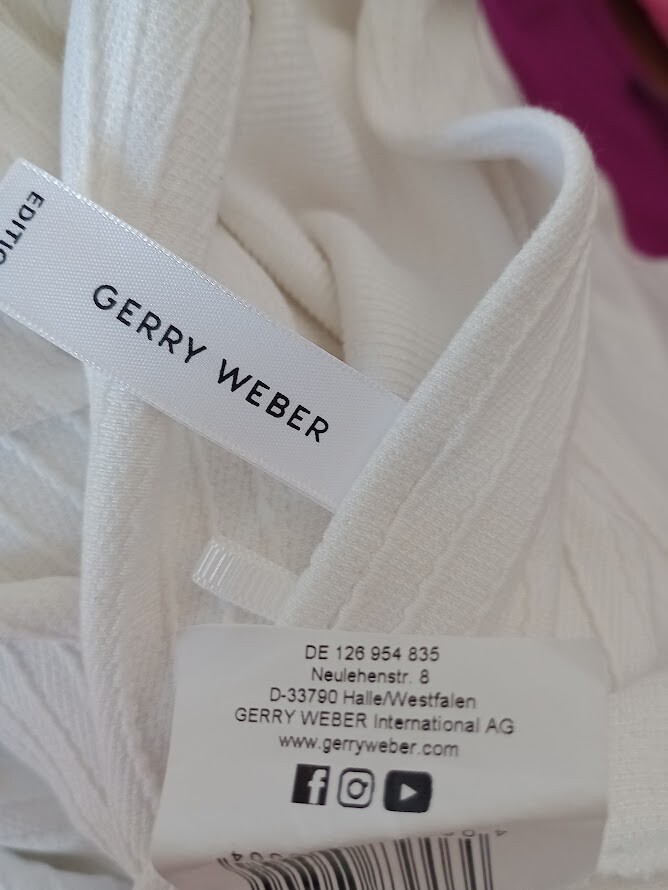 GERRY WEBER
DE 126 954 835
Neulehenstr. 8
D-33790 Halle/Westfalen
GERRY WEBER International AG
www.gerryweber.com